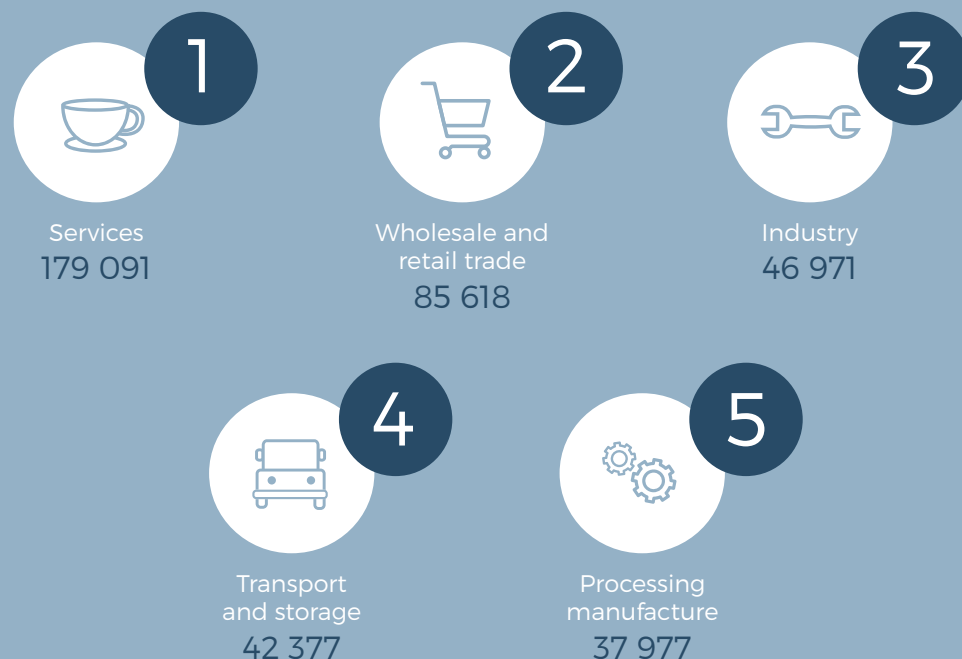 1
Services
179 091
2
Wholesale and
retail trade
85 618
3
Industry
46 971
4
Transport
and storage
42 377
5
Processing
manufacture
37 977